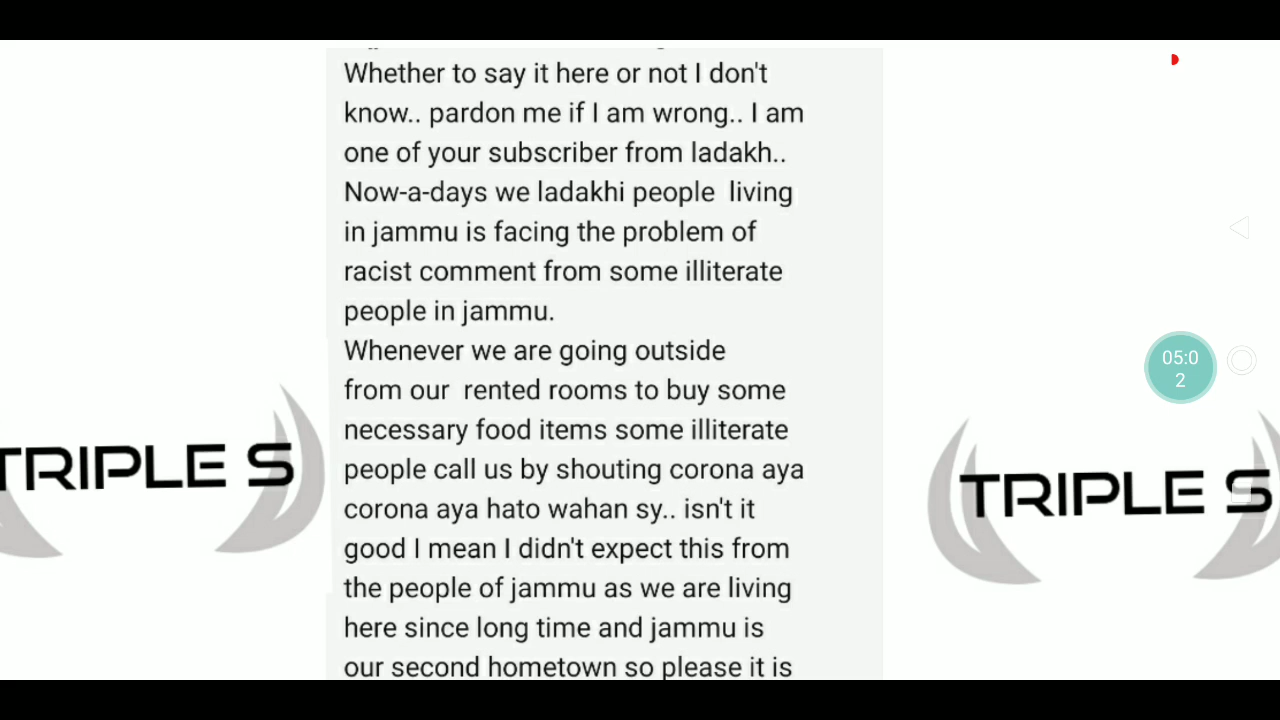 Whether to say it here or not I don't
know.. pardon me if I am wrong.. I am
one of your subscriber from ladakh..
Now-a-days we ladakhi people living
in jammu is facing the problem of
racist comment from some illiterate
people in jammu.
Whenever we are going outside
from our rented rooms to buy some
necessary food items some illiterate
people call us by shouting corona aya
corona aya hato wahan sy.. isn't it
good I mean I didn't expect this from
the people of jammu as we are living
here since long time and jammu is
our second hometown so please it is
TRIPLE S
TRIPLE S
05:0
2